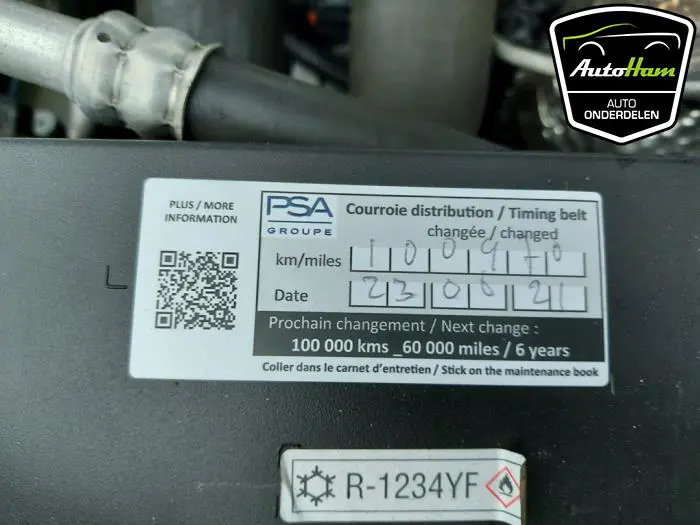 AutoHam
AUTO
ONDERDELEN
PLUS / MORE
INFORMATION
PSA
GROUPE
Courroie distribution / Timing belt
changée / changed
km/miles 100970
Date 23 06 21
Prochain changement / Next change :
100 000 kms _60 000 miles / 6 years
Coller dans le carnet d'entretien / Stick on the maintenance book
R-1234YF